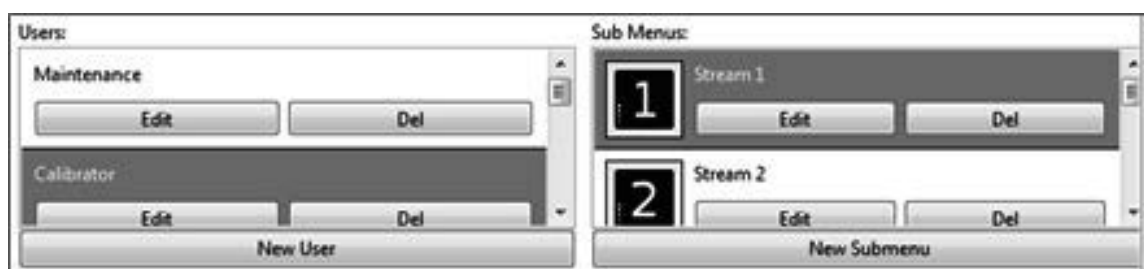 Users:
Maintenance
Edit Del
Calibrator
Edit Del
New User
Sub Menus:
1 Stream 1
Edit Del
2 Stream 2
Edit Del
New Submenu